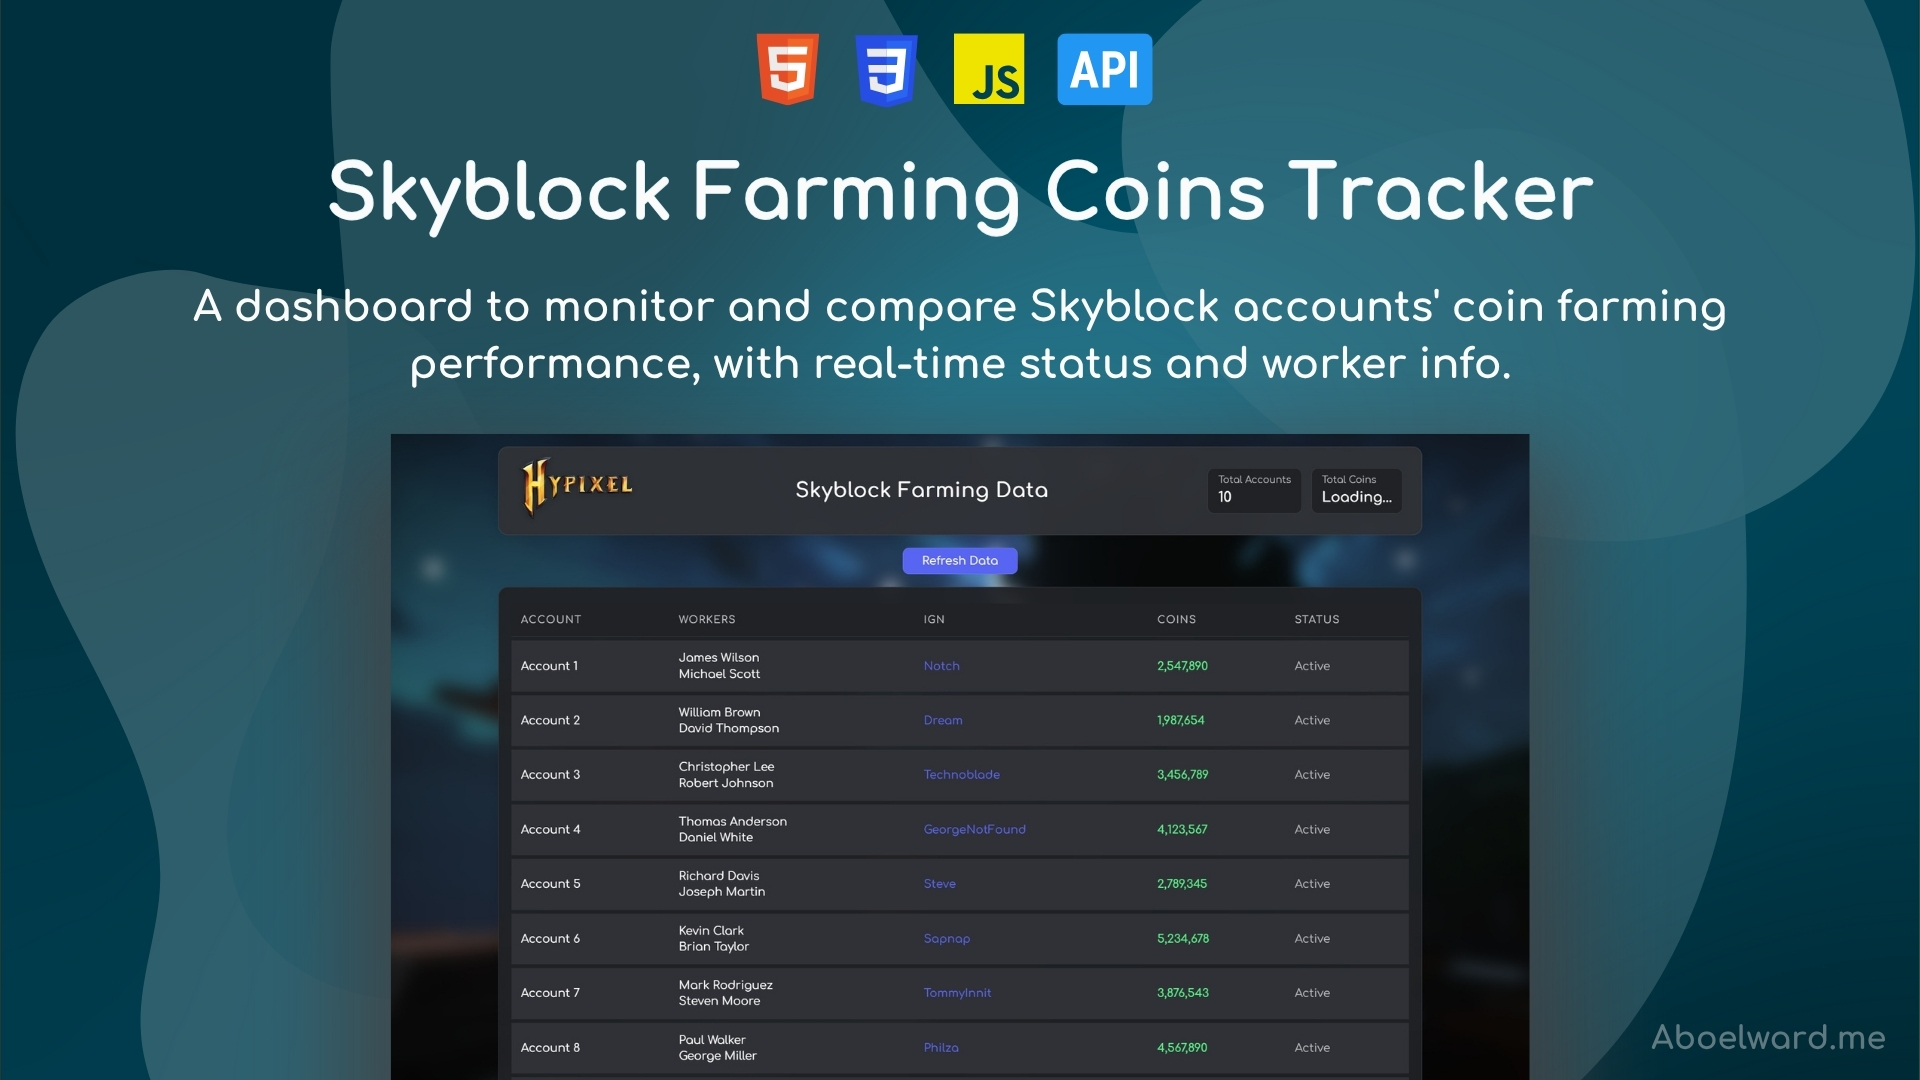 5
3
JS
API
Skyblock Farming Coins Tracker
A dashboard to monitor and compare Skyblock accounts' coin farming
performance, with real-time status and worker info.
HYPIXEL
Skyblock Farming Data
Total Accounts
10
Total Coins
Loading...
Refresh Data
ACCOUNT WORKERS IGN COINS STATUS
Account 1 James Wilson Michael Scott Notch 2,547,890 Active
Account 2 William Brown David Thompson Dream 1,987,654 Active
Account 3 Christopher Lee Robert Johnson Technoblade 3,456,789 Active
Account 4 Thomas Anderson Daniel White GeorgeNotFound 4,123,567 Active
Account 5 Richard Davis Joseph Martin Steve 2,789,345 Active
Account 6 Kevin Clark Brian Taylor Sapnap 5,234,678 Active
Account 7 Mark Rodriguez Steven Moore TommyInnit 3,876,543 Active
Account 8 Paul Walker George Miller Philza 4,567,890 Active
Aboelward.me